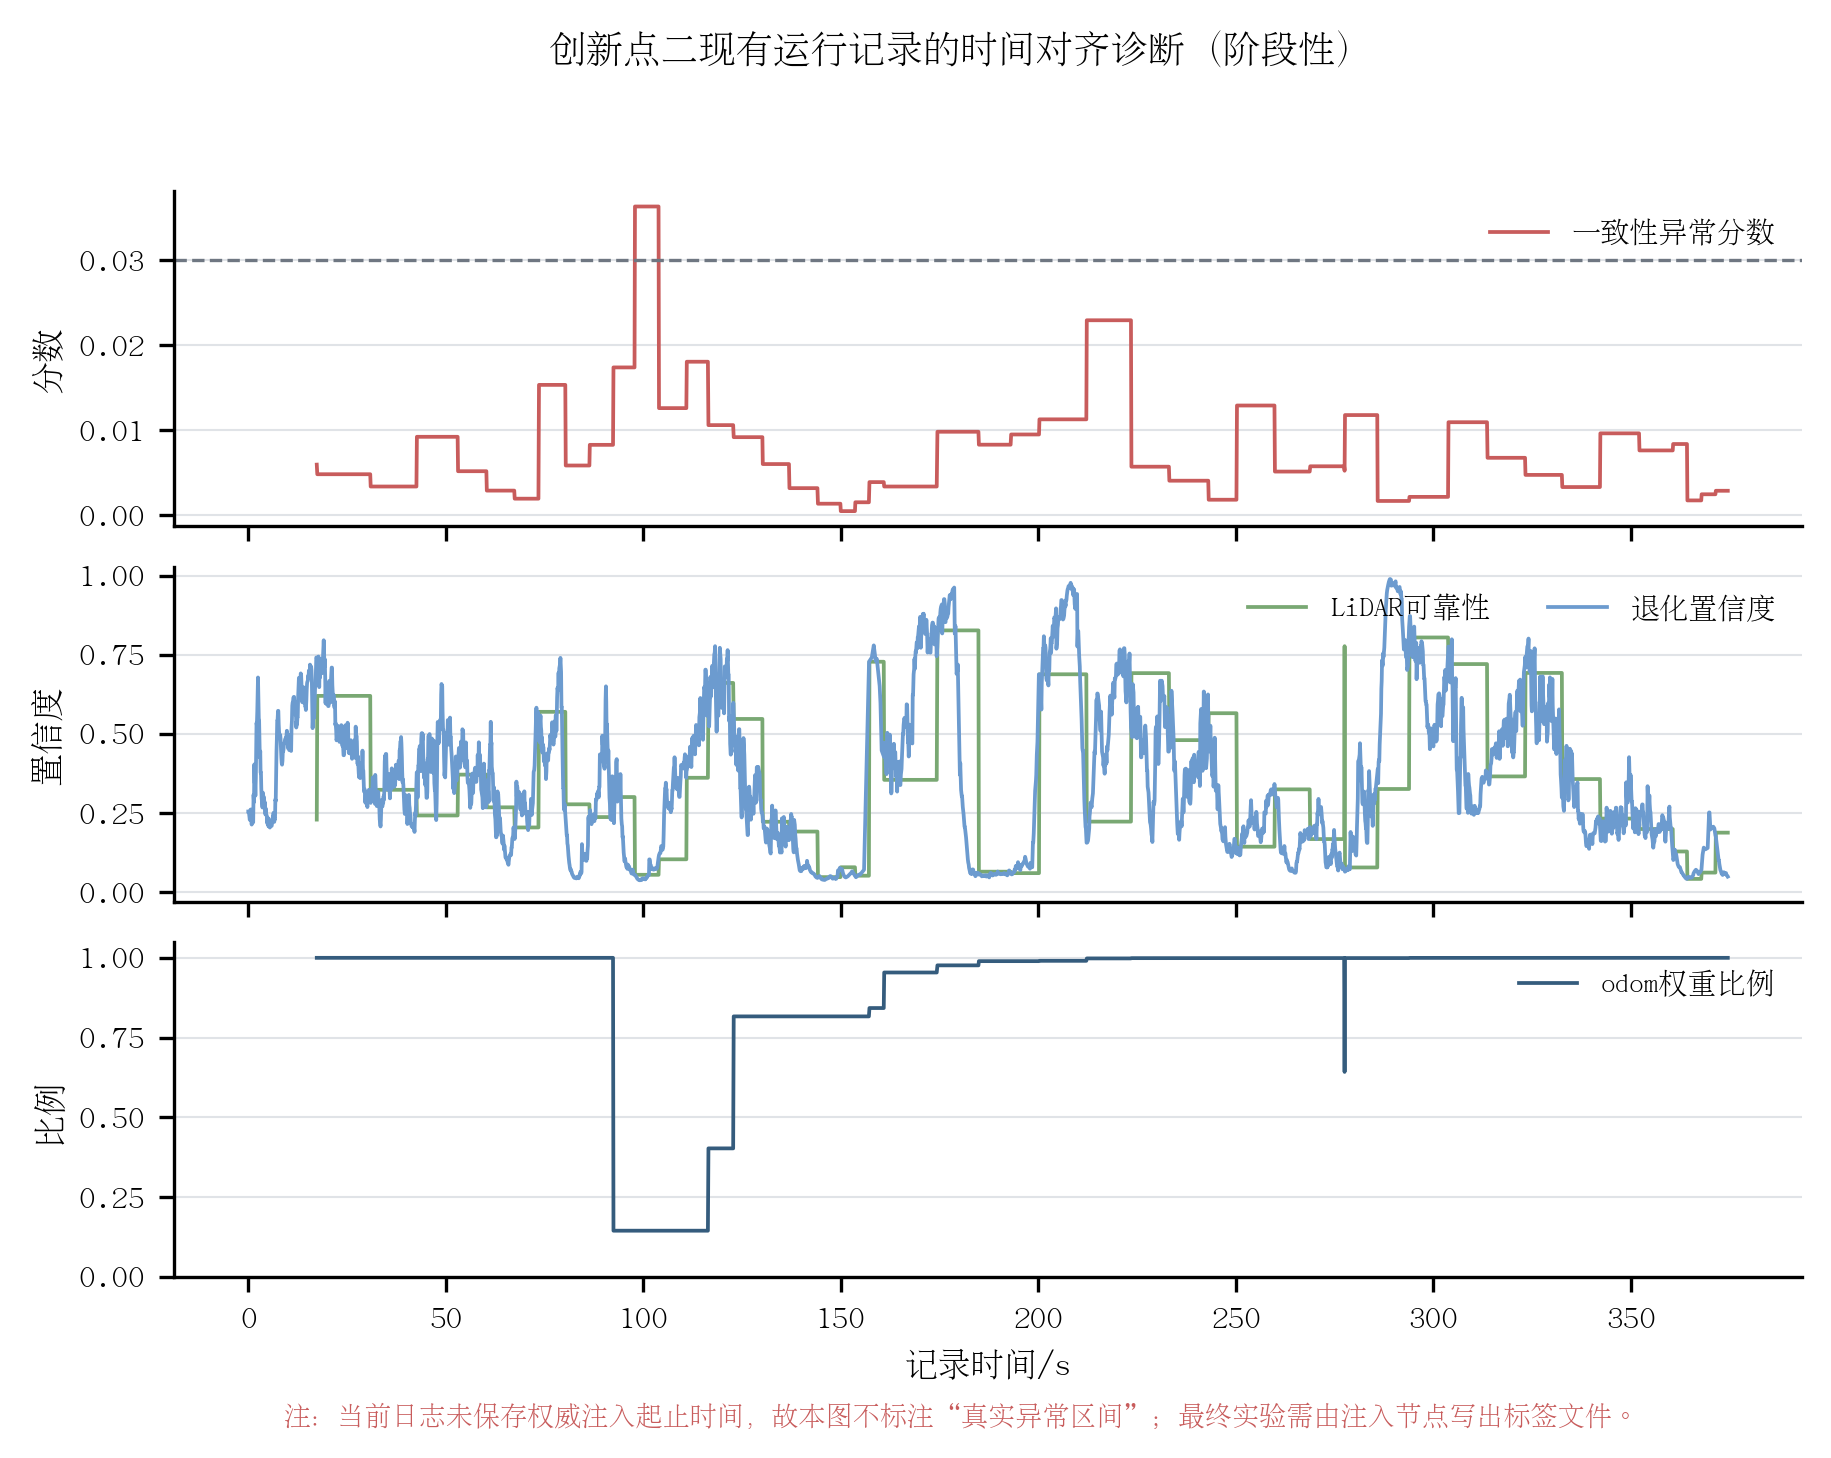 创新点二现有运行记录的时间对齐诊断（阶段性）
一致性异常分数
0.03
0.02
0.01
0.00
分数
LiDAR可靠性 退化置信度
1.00
0.75
0.50
0.25
0.00
置信度
odom权重比例
1.00
0.75
0.50
0.25
0.00
比例
0 50 100 150 200 250 300 350
记录时间/s
注：当前日志未保存权威注入起止时间，故本图不标注“真实异常区间”；最终实验需由注入节点写出标签文件。